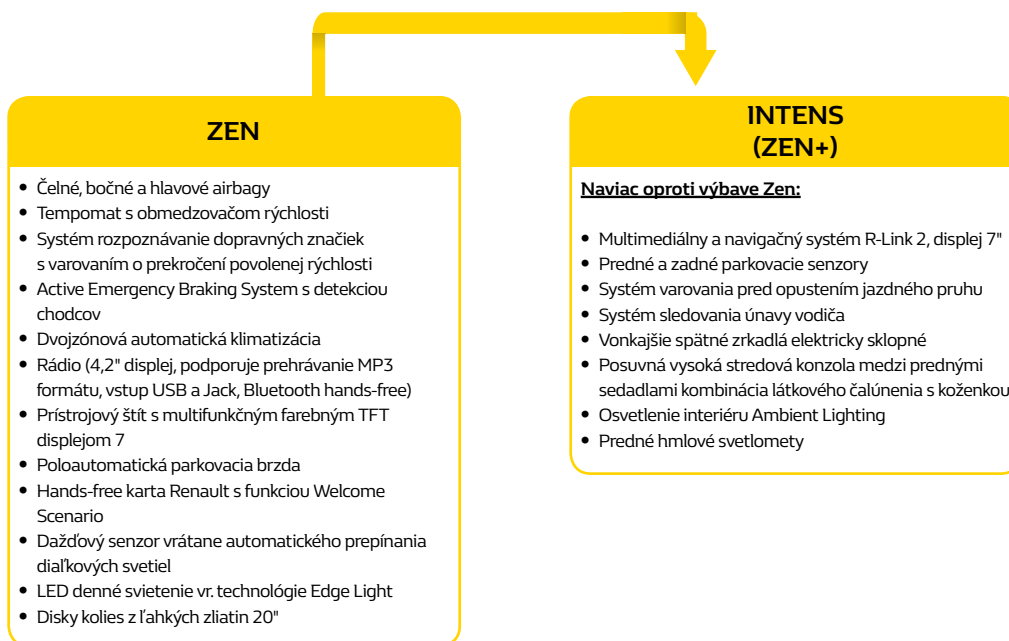 ZEN
• Čelné, bočné a hlavové airbagy
• Tempomat s obmedzovačom rýchlosti
• Systém rozpoznávanie dopravných značiek
s varovaním o prekročení povolenej rýchlosti
• Active Emergency Braking System s detekciou
chodcov
• Dvojzónová automatická klimatizácia
• Rádio (4,2" displej, podporuje prehrávanie MP3
formátu, vstup USB a Jack, Bluetooth hands-free)
• Prístrojový štít s multifunkčným farebným TFT
displejom 7
• Poloautomatická parkovacia brzda
• Hands-free karta Renault s funkciou Welcome
Scenario
• Dažďový senzor vrátane automatického prepínania
diaľkových svetiel
• LED denné svietenie vr. technológie Edge Light
• Disky kolies z ľahkých zliatin 20"
INTENS
(ZEN+)
Naviac oproti výbave Zen:
• Multimediálny a navigačný systém R-Link 2, displej 7"
• Predné a zadné parkovacie senzory
• Systém varovania pred opustením jazdného pruhu
• Systém sledovania únavy vodiča
• Vonkajšie spätné zrkadlá elektricky sklopné
• Posuvná vysoká stredová konzola medzi prednými
sedadlami kombinácia látkového čalúnenia s koženkou
• Osvetlenie interiéru Ambient Lighting
• Predné hmlové svetlomety